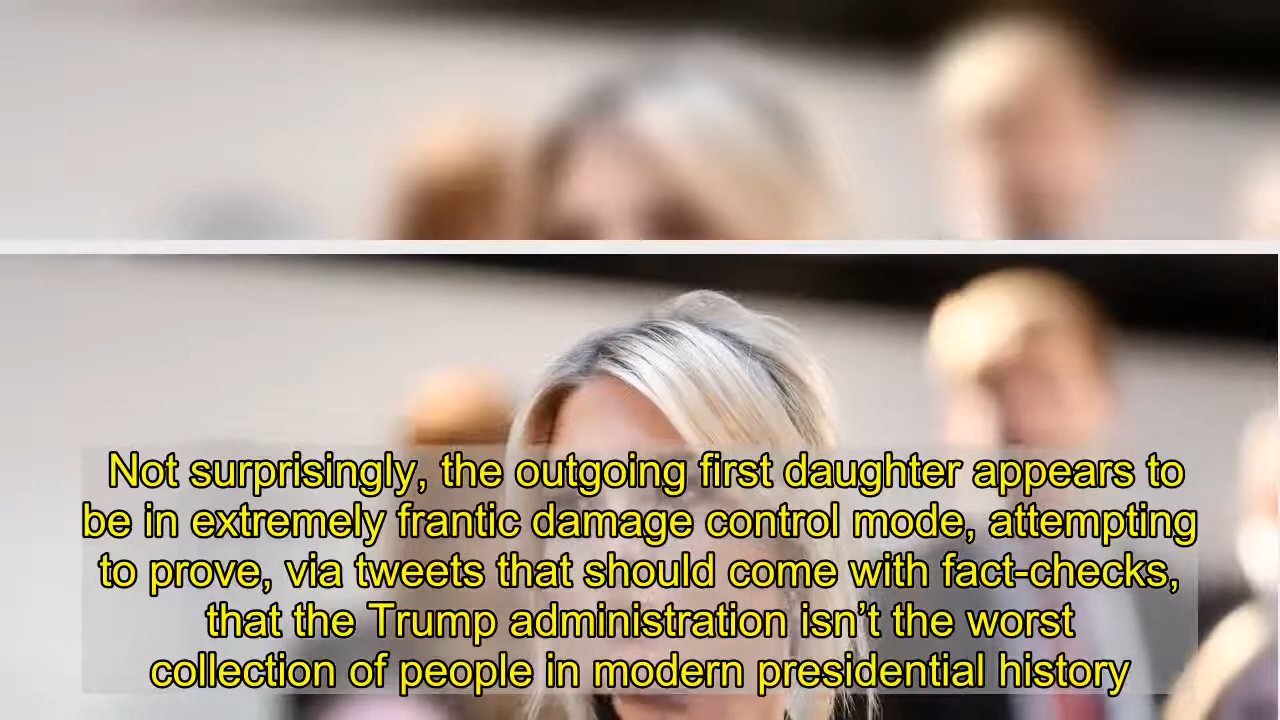 Not surprisingly, the outgoing first daughter appears to
be in extremely frantic damage control mode, attempting
to prove, via tweets that should come with fact-checks,
that the Trump administration isn’t the worst
collection of people in modern presidential history